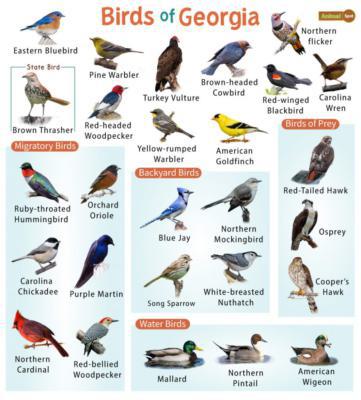 Birds of Georgia
Animal Spot
Eastern Bluebird
Pine Warbler
Turkey Vulture
Brown-headed
Cowbird
Northern
flicker
State Bird
Brown Thrasher
Red-headed
Woodpecker
Yellow-rumped
Warbler
American
Goldfinch
Red-winged
Blackbird
Carolina
Wren
Migratory Birds
Ruby-throated
Hummingbird
Orchard
Oriole
Carolina
Chickadee
Purple Martin
Northern
Cardinal
Red-bellied
Woodpecker
Backyard Birds
Blue Jay
Northern
Mockingbird
Song Sparrow
White-breasted
Nuthatch
Birds of Prey
Red-Tailed Hawk
Osprey
Cooper's
Hawk
Water Birds
Mallard
Northern
Pintail
American
Wigeon